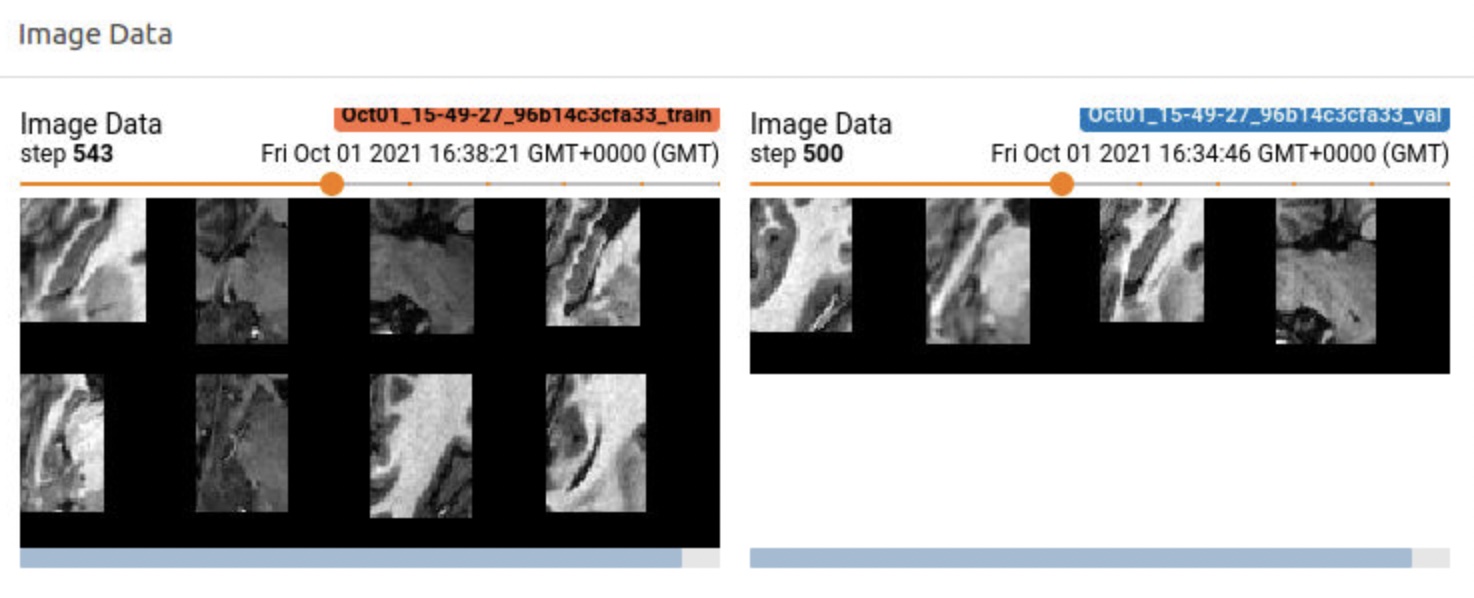 Image Data
Image Data
Oct01_15-49-27_96b14c3cfa33_train
step 543
Fri Oct 01 2021 16:38:21 GMT+0000 (GMT)
Image Data
Oct01_15-49-27_96b14c3cfa33_val
step 500
Fri Oct 01 2021 16:34:46 GMT+0000 (GMT)